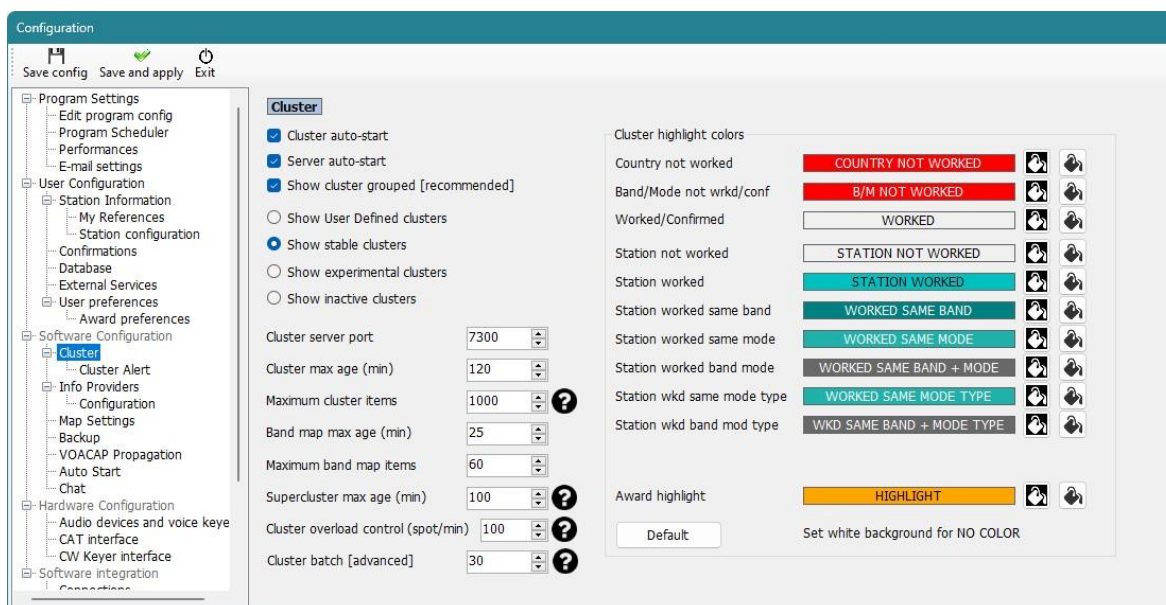 Configuration
Save config Save and apply Exit
Program Settings
Edit program config
Program Scheduler
Performances
E-mail settings
User Configuration
Station Information
My References
Station configuration
Confirmations
Database
External Services
User preferences
Award preferences
Software Configuration
Cluster
Cluster Alert
Info Providers
Configuration
Map Settings
Backup
VOACAP Propagation
Auto Start
Chat
Hardware Configuration
Audio devices and voice keye
CAT interface
CW Keyer interface
Software integration
Connections
Cluster
Cluster auto-start
Server auto-start
Show cluster grouped [recommended]
Show User Defined clusters
Show stable clusters
Show experimental clusters
Show inactive clusters
Cluster server port 7300
Cluster max age (min) 120
Maximum cluster items 1000 ?
Band map max age (min) 25
Maximum band map items 60
Supercluster max age (min) 100 ?
Cluster overload control (spot/min) 100 ?
Cluster batch [advanced] 30 ?
Cluster highlight colors
Country not worked COUNTRY NOT WORKED
Band/Mode not wrkd/conf B/M NOT WORKED
Worked/Confirmed WORKED
Station not worked STATION NOT WORKED
Station worked STATION WORKED
Station worked same band WORKED SAME BAND
Station worked same mode WORKED SAME MODE
Station worked band mode WORKED SAME BAND + MODE
Station wkd same mode type WORKED SAME MODE TYPE
Station wkd band mod type WKD SAME BAND + MODE TYPE
Award highlight HIGHLIGHT
Default Set white background for NO COLOR